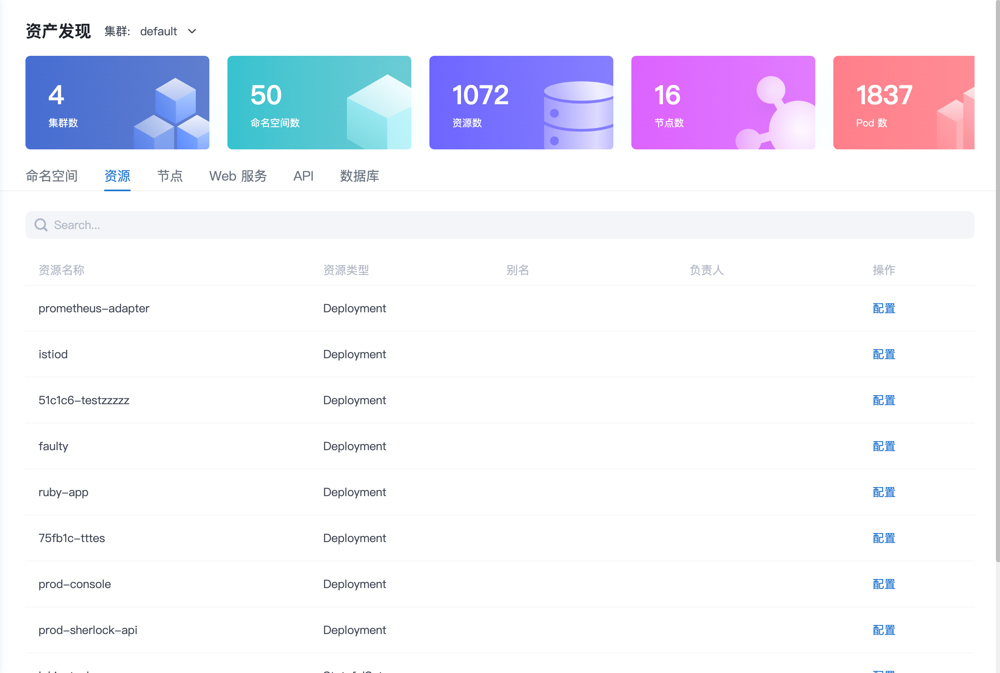 资产发现 集群: default
4 50 1072 16 1837
集群数 命名空间数 资源数 节点数 Pod 数
命名空间 资源 节点 Web 服务 API 数据库
Search...
资源名称 资源类型 别名 负责人 操作
prometheus-adapter Deployment 配置
istiod Deployment 配置
51c1c6-testzzzzz Deployment 配置
faulty Deployment 配置
ruby-app Deployment 配置
75fb1c-tttes Deployment 配置
prod-console Deployment 配置
prod-sherlock-api Deployment 配置